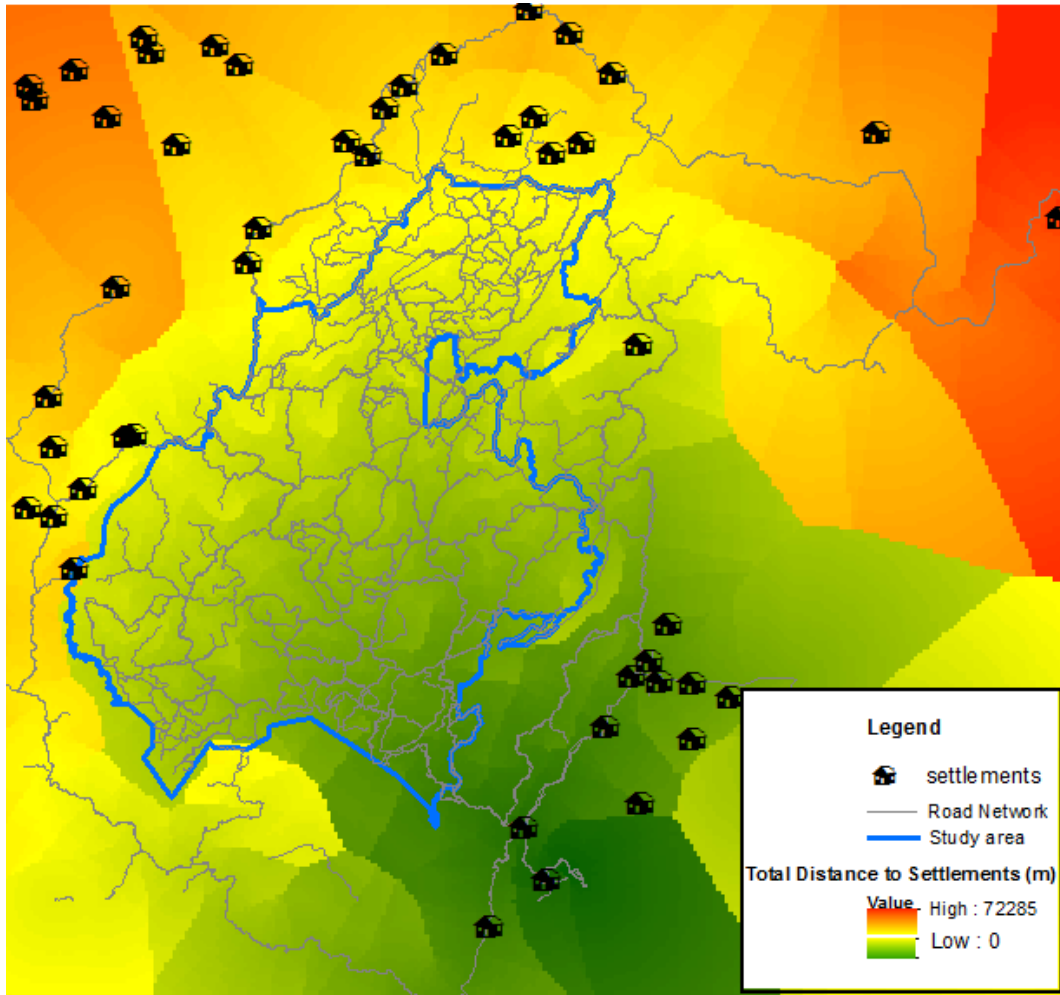 Legend
settlements
Road Network
Study area
Total Distance to Settlements (m)
Value
High : 72285
Low : 0